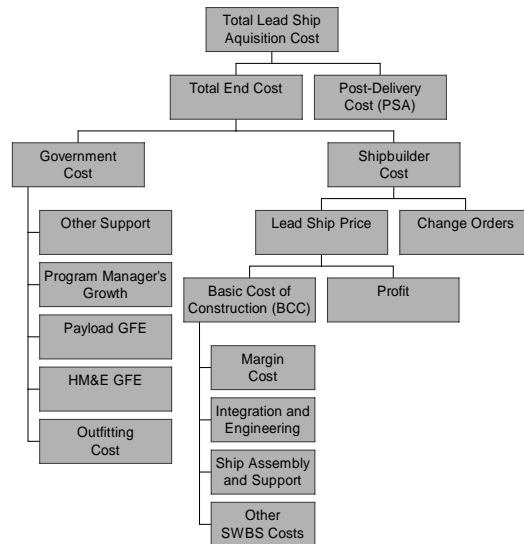 Total Lead Ship
Aquisition Cost
Total End Cost
Post-Delivery
Cost (PSA)
Government
Cost
Shipbuilder
Cost
Other Support
Program Manager's
Growth
Payload GFE
HM&E GFE
Outfitting
Cost
Lead Ship Price
Change Orders
Basic Cost of
Construction (BCC)
Profit
Margin
Cost
Integration and
Engineering
Ship Assembly
and Support
Other
SWBS Costs